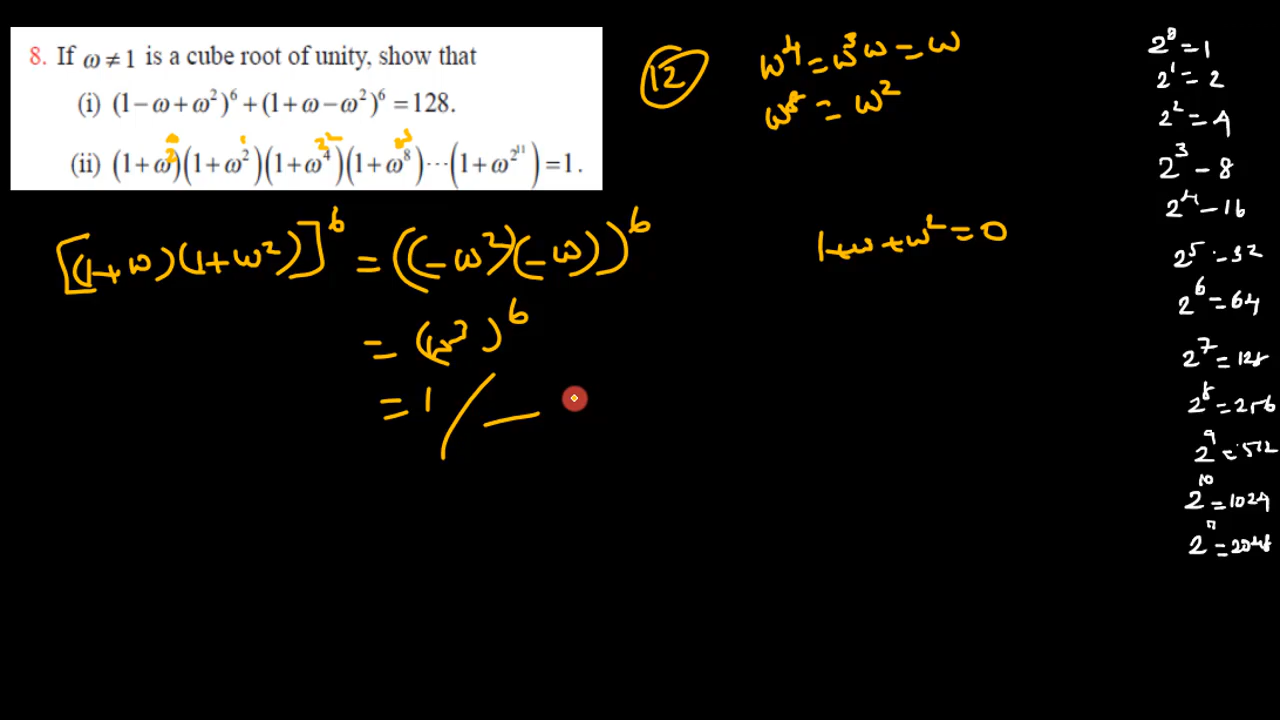 8. If ω ≠ 1 is a cube root of unity, show that
(i) (1 − ω + ω²)⁶ + (1 + ω − ω²)⁶ = 128.
(ii) (1 + ω)(1 + ω²)(1 + ω⁴)(1 + ω⁸)⋯(1 + ω^{2^{11}}) = 1.
12
ω⁴ = ω³ω = ω
ω⁸ = ω²
[(1+ω)(1+ω²)]⁶ = ((−ω²)(−ω))⁶
= (ω³)⁶
= 1 /
1+ω+ω² = 0
2⁰ = 1
2¹ = 2
2² = 4
2³ − 8
2⁴ − 16
2⁵ − 32
2⁶ = 64
2⁷ = 128
2⁸ = 256
2⁹ = 512
2¹⁰ = 1024
2¹¹ = 2048